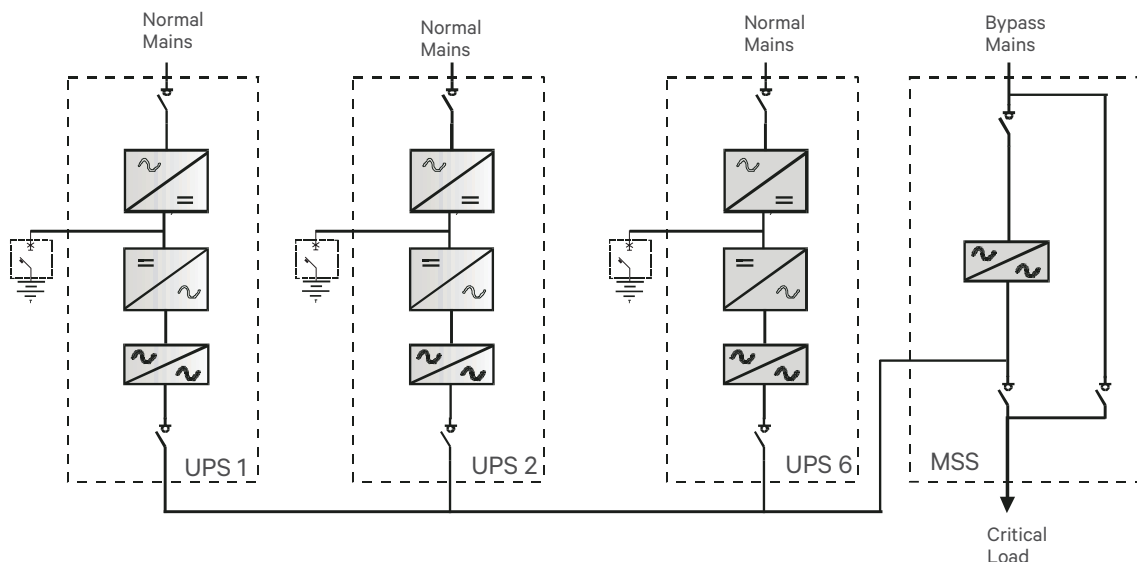 Normal
Mains
Normal
Mains
Normal
Mains
Bypass
Mains
UPS 1
UPS 2
UPS 6
MSS
Critical
Load